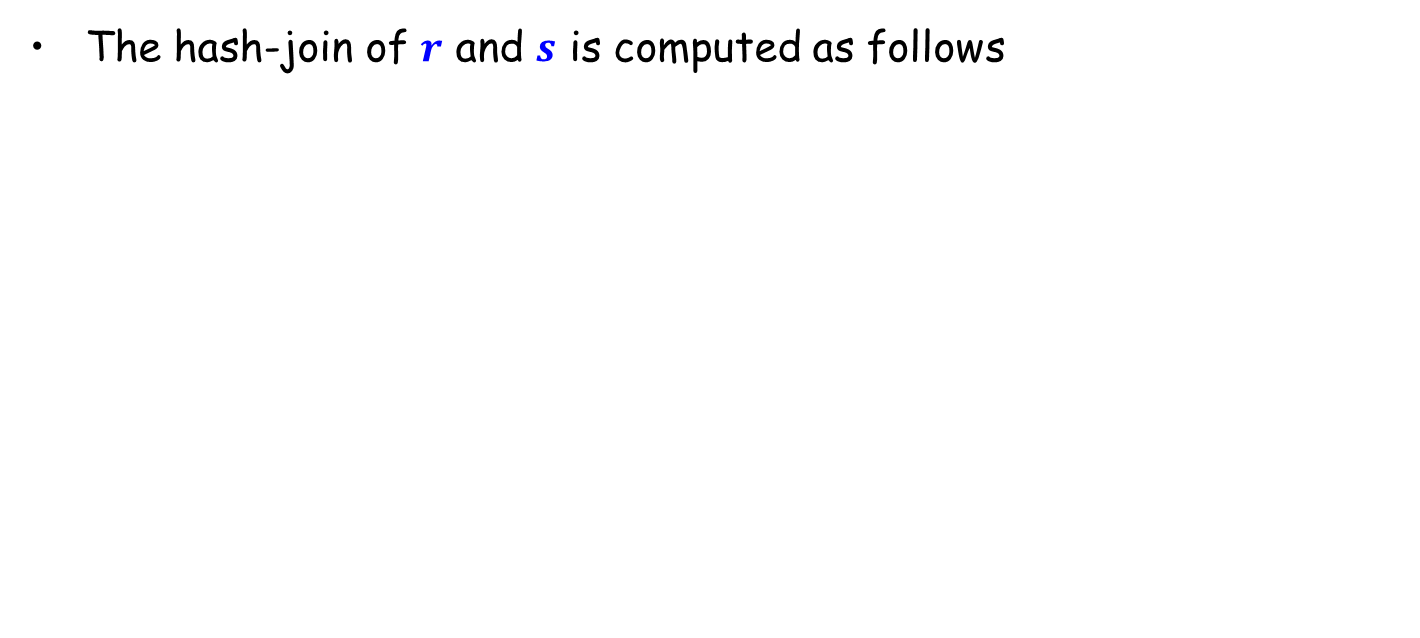 • The hash-join of r and s is computed as follows